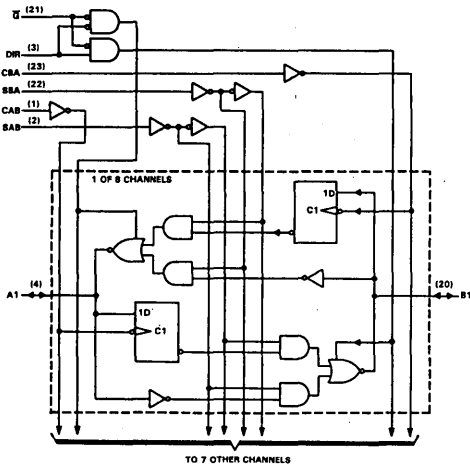 G̅ (21)
DIR (3)
CBA (23)
SBA (22)
CAB (1)
SAB (2)
1 OF 8 CHANNELS
1D
C1
A1 (4)
(20) B1
1D
C1
TO 7 OTHER CHANNELS